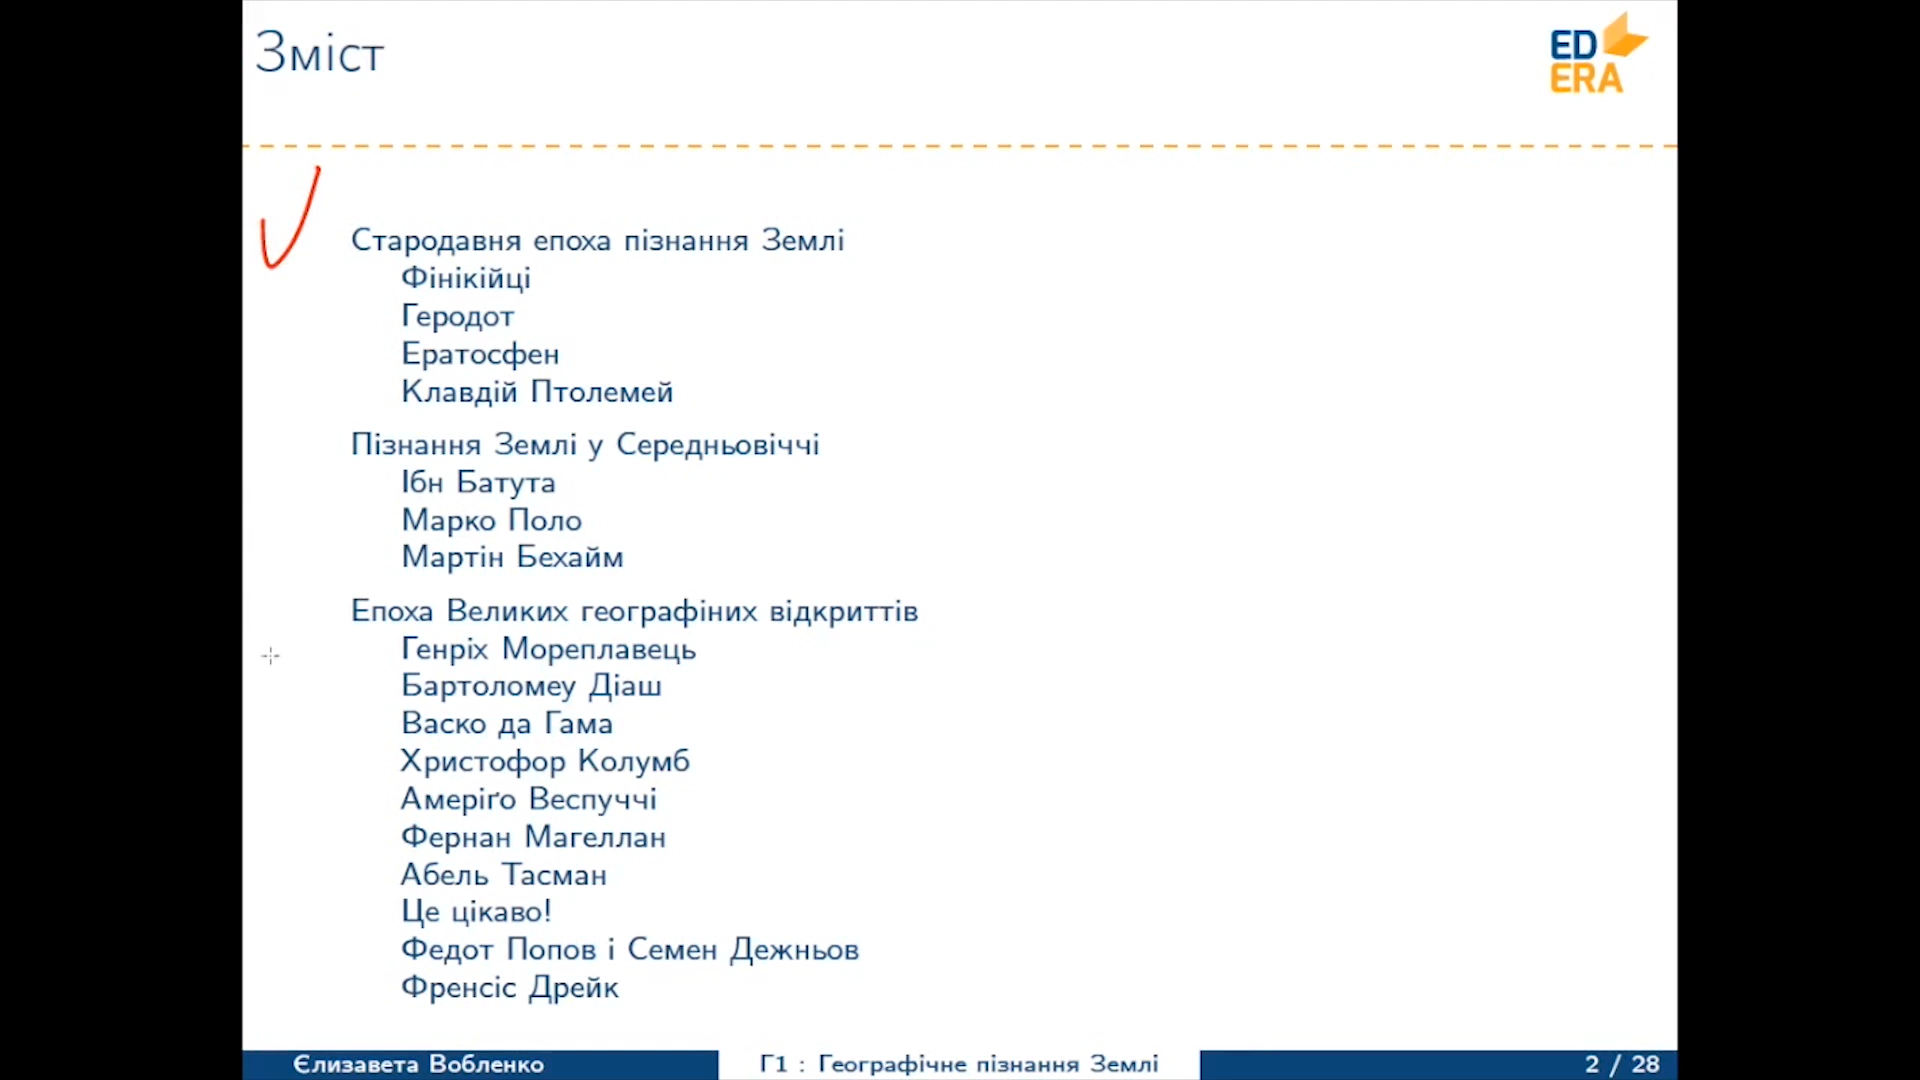 Зміст
ED
ERA
Стародавня епоха пізнання Землі
Фінікійці
Геродот
Ератосфен
Клавдій Птолемей
Пізнання Землі у Середньовіччі
Ібн Батута
Марко Поло
Мартін Бехайм
Епоха Великих географіних відкриттів
Генріх Мореплавець
Бартоломеу Діаш
Васко да Гама
Христофор Колумб
Амеріґо Веспуччі
Фернан Магеллан
Абель Тасман
Це цікаво!
Федот Попов і Семен Дежньов
Френсіс Дрейк
Єлизавета Вобленко
Г1 : Географічне пізнання Землі
2 / 28